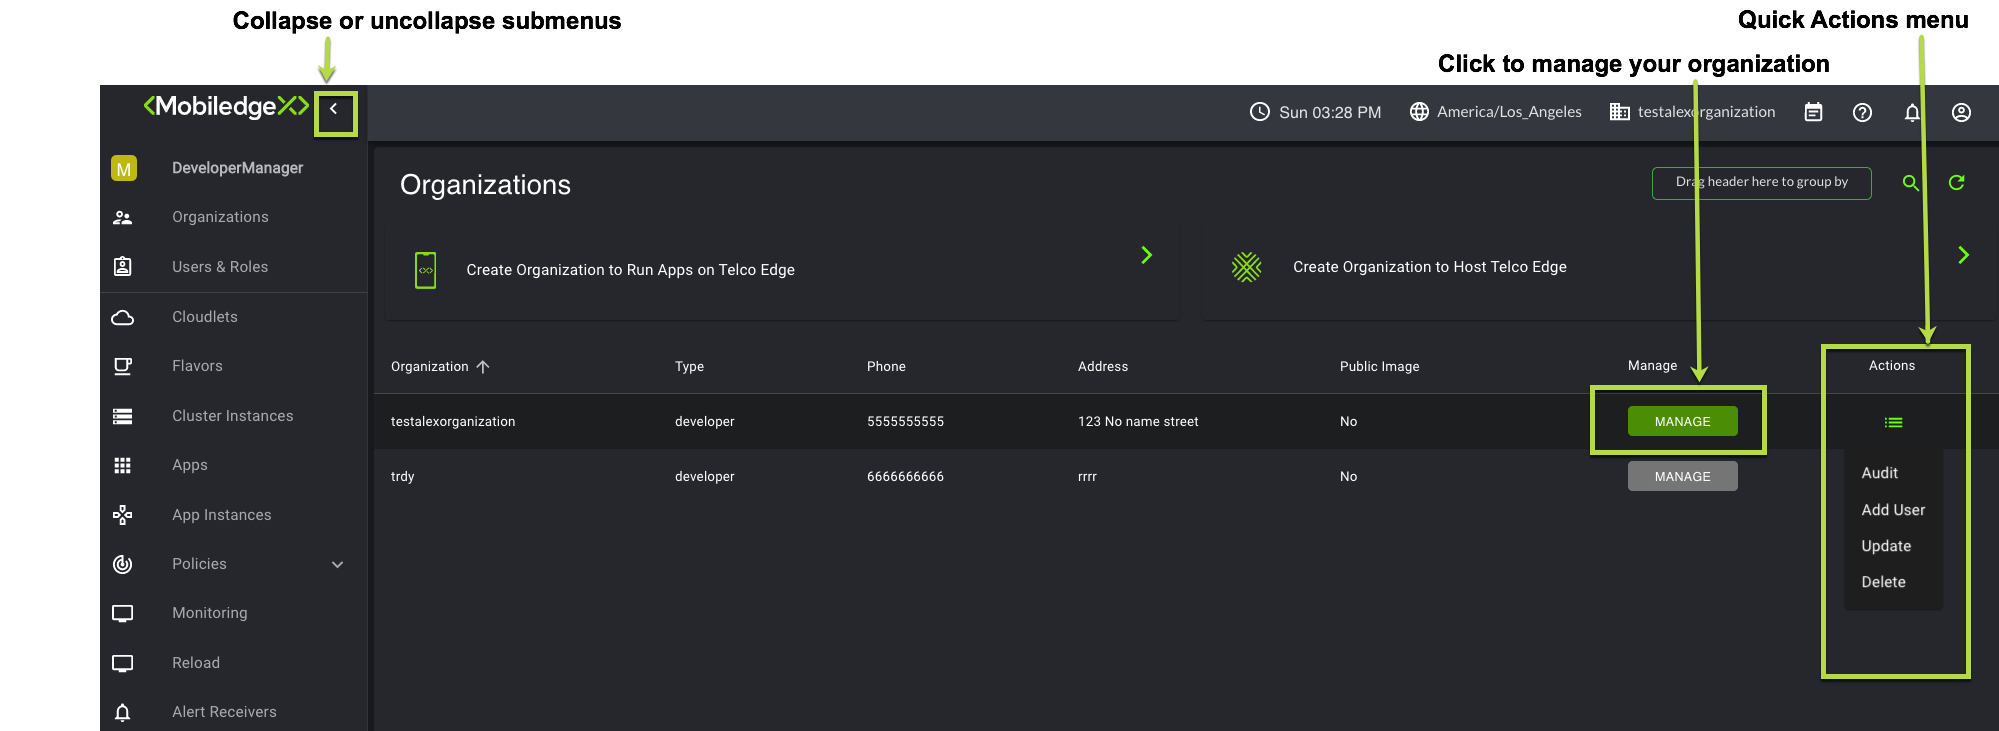 Collapse or uncollapse submenus
Quick Actions menu
Click to manage your organization
MobiledgeX
Sun 03:28 PM
America/Los_Angeles
testalexorganization
M
DeveloperManager
Organizations
Users & Roles
Cloudlets
Flavors
Cluster Instances
Apps
App Instances
Policies
Monitoring
Reload
Alert Receivers
Organizations
Drag header here to group by
Create Organization to Run Apps on Telco Edge
Create Organization to Host Telco Edge
Organization Type Phone Address Public Image Manage Actions
testalexorganization developer 5555555555 123 No name street No MANAGE
trdy developer 6666666666 rrrr No MANAGE
Audit
Add User
Update
Delete